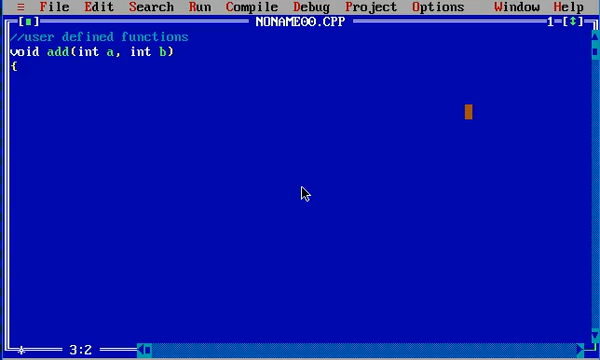 ≡ File Edit Search Run Compile Debug Project Options Window Help
[■] NONAME00.CPP 1=[↕]
//user defined functions
void add(int a, int b)
{
* 3:2